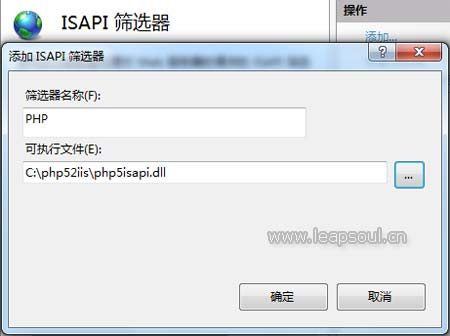 ISAPI 筛选器
操作
添加...
添加 ISAPI 筛选器
筛选器名称(F):
PHP
可执行文件(E):
C:\php52iis\php5isapi.dll
...
www.leapsoul.cn
确定
取消